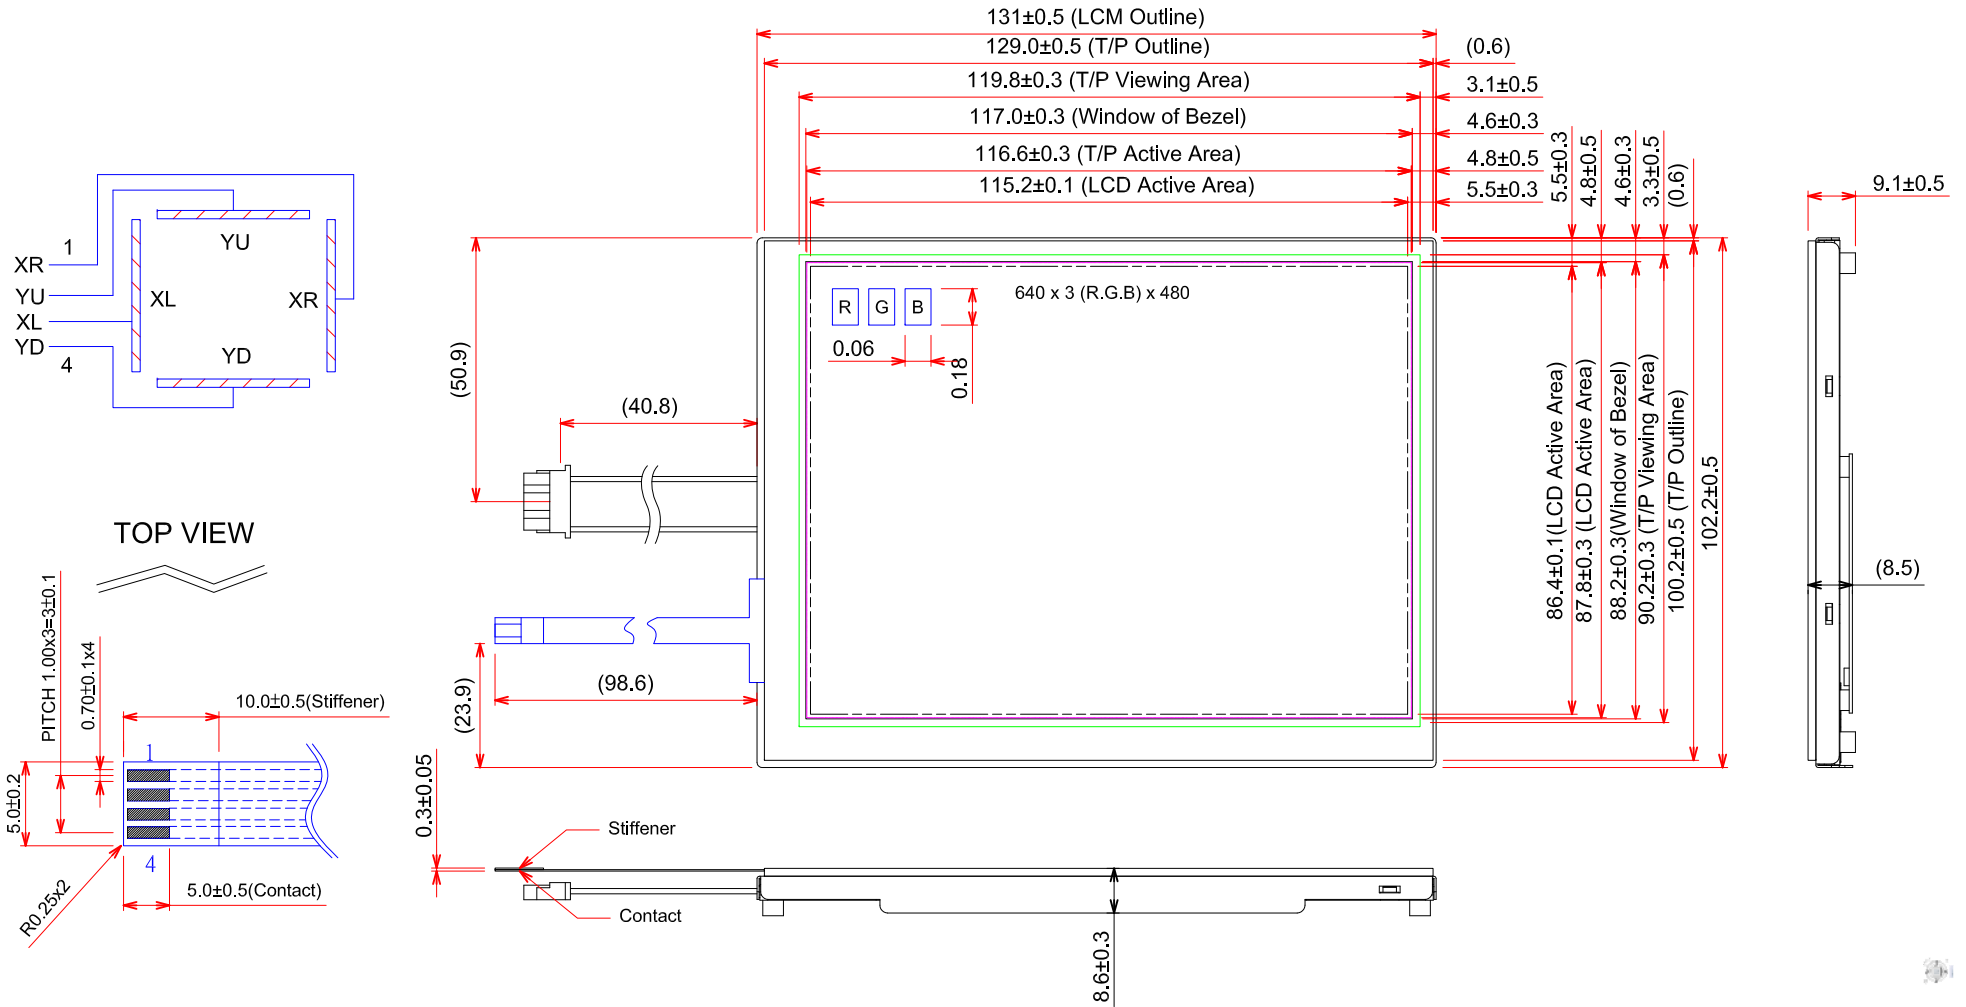 131±0.5 (LCM Outline)
129.0±0.5 (T/P Outline)
(0.6)
119.8±0.3 (T/P Viewing Area)
3.1±0.5
117.0±0.3 (Window of Bezel)
4.6±0.3
116.6±0.3 (T/P Active Area)
4.8±0.5
115.2±0.1 (LCD Active Area)
5.5±0.3
5.5±0.3
4.8±0.5
4.6±0.3
3.3±0.5
(0.6)
9.1±0.5
1
XR
YU
XL
YD
4
YU
XL
XR
YD
R
G
B
640 x 3 (R.G.B) x 480
0.06
0.18
(50.9)
(40.8)
86.4±0.1(LCD Active Area)
87.8±0.3 (LCD Active Area)
88.2±0.3(Window of Bezel)
90.2±0.3 (T/P Viewing Area)
100.2±0.5 (T/P Outline)
102.2±0.5
(8.5)
TOP VIEW
PITCH 1.00x3=3±0.1
0.70±0.1x4
10.0±0.5(Stiffener)
(98.6)
(23.9)
1
5.0±0.2
4
5.0±0.5(Contact)
R0.25x2
0.3±0.05
Stiffener
Contact
8.6±0.3